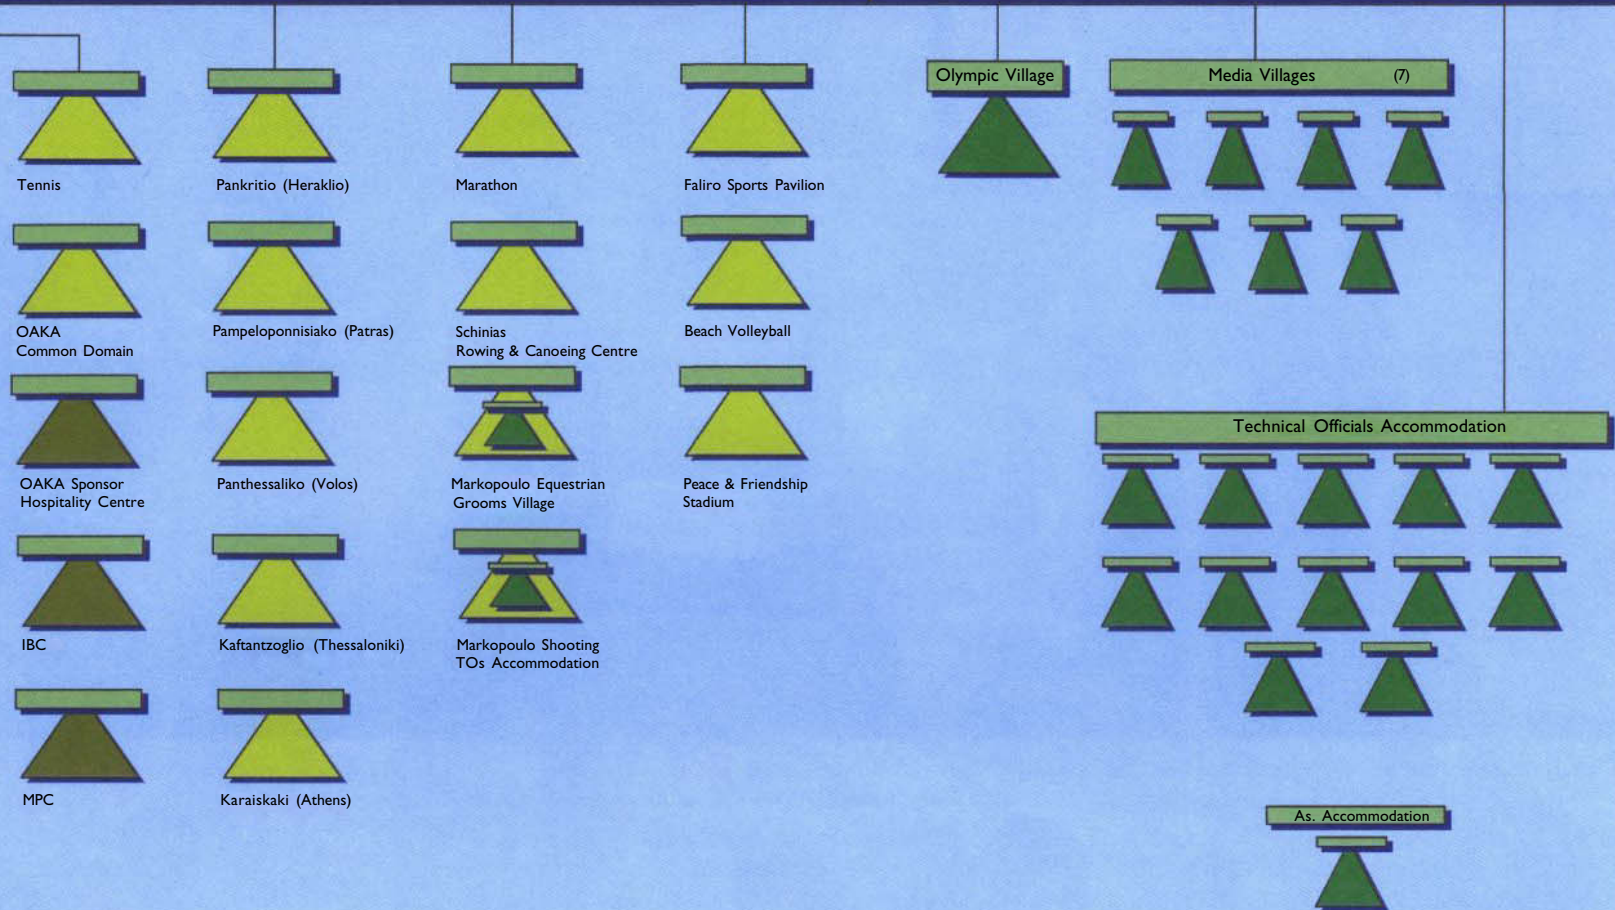 Tennis
OAKA
Common Domain
OAKA Sponsor
Hospitality Centre
IBC
MPC
Pankritio (Heraklio)
Pampeloponnisiako (Patras)
Panthessaliko (Volos)
Kaftantzoglio (Thessaloniki)
Karaiskaki (Athens)
Marathon
Schinias
Rowing & Canoeing Centre
Markopoulo Equestrian
Grooms Village
Markopoulo Shooting
TOs Accommodation
Faliro Sports Pavilion
Beach Volleyball
Peace & Friendship
Stadium
Olympic Village
Media Villages (7)
Technical Officials Accommodation
As. Accommodation